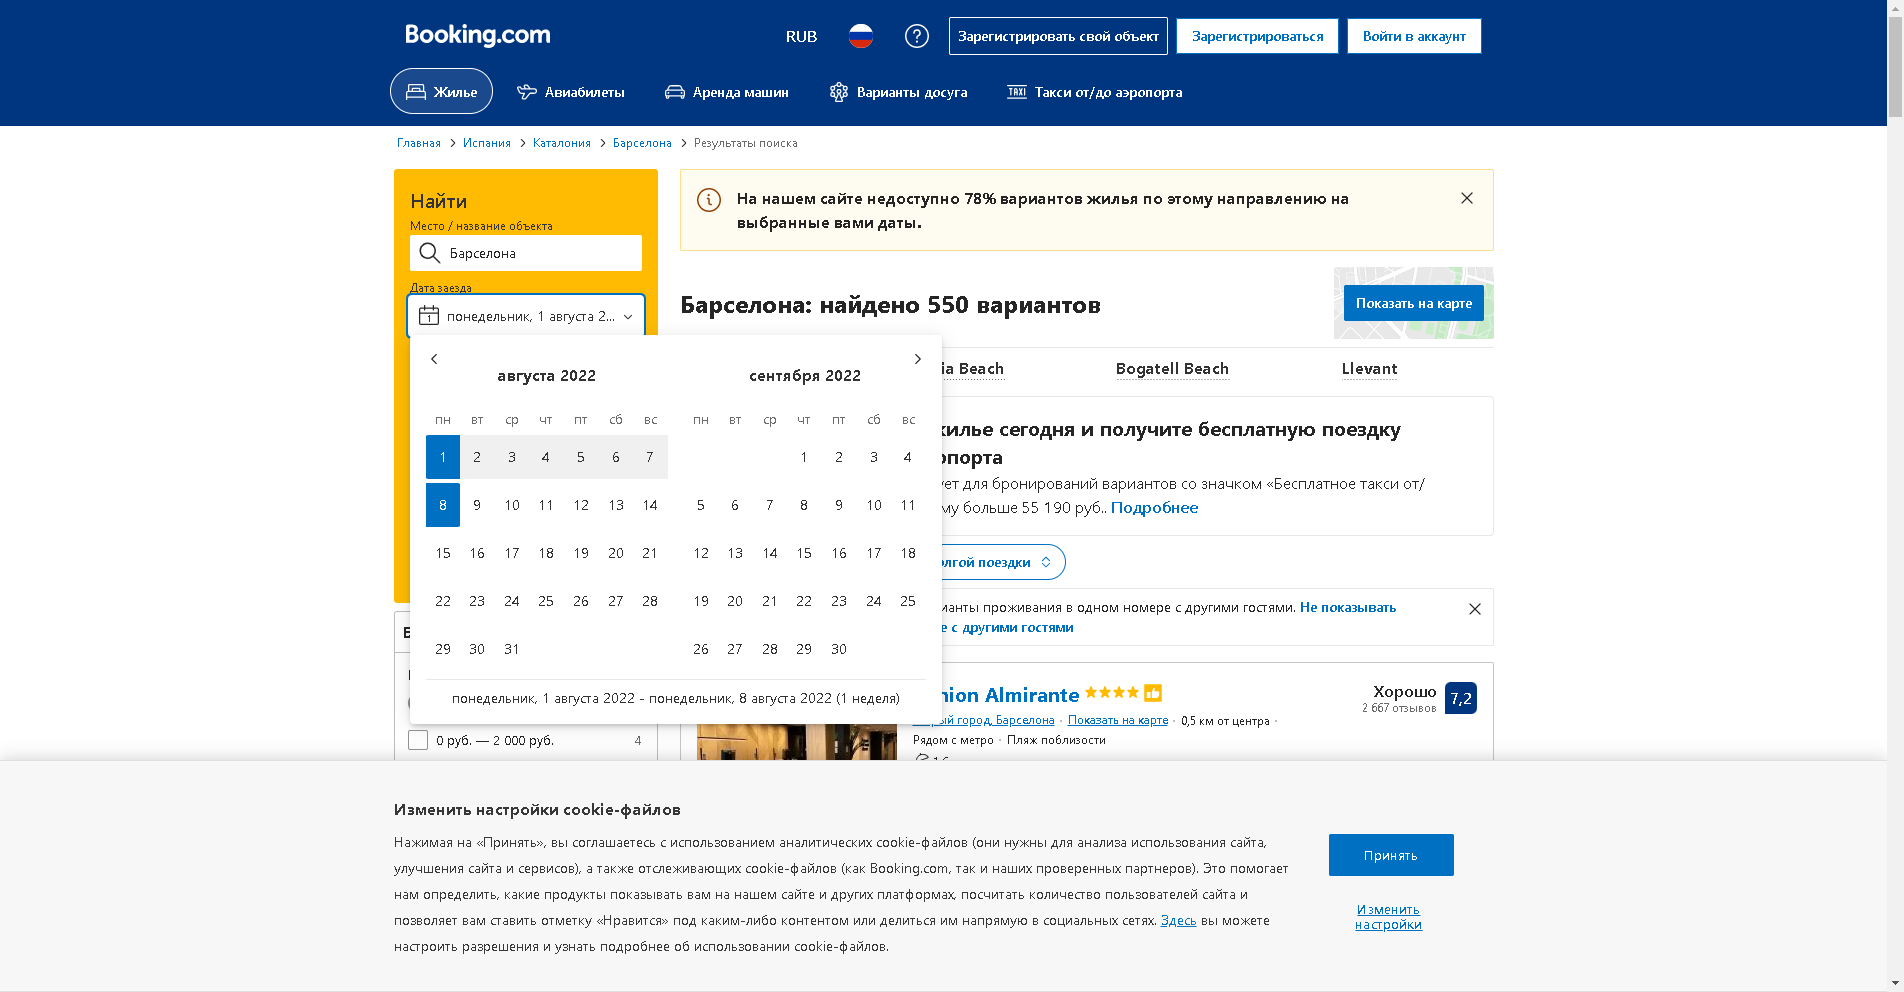 Booking.com
RUB
Зарегистрировать свой объект
Зарегистрироваться
Войти в аккаунт
Жилье
Авиабилеты
Аренда машин
Варианты досуга
TAXI
Такси от/до аэропорта
Главная
Испания
Каталония
Барселона
Результаты поиска
Найти
Место / название объекта
Барселона
Дата заезда
1
понедельник, 1 августа 2...
На нашем сайте недоступно 78% вариантов жилья по этому направлению на
выбранные вами даты.
Барселона: найдено 550 вариантов
Показать на карте
августа 2022
пн вт ср чт пт сб вс
1 2 3 4 5 6 7
8 9 10 11 12 13 14
15 16 17 18 19 20 21
22 23 24 25 26 27 28
29 30 31
сентября 2022
пн вт ср чт пт сб вс
1 2 3 4
5 6 7 8 9 10 11
12 13 14 15 16 17 18
19 20 21 22 23 24 25
26 27 28 29 30
понедельник, 1 августа 2022 - понедельник, 8 августа 2022 (1 неделя)
Beach
Bogatell Beach
Llevant
жилье сегодня и получите бесплатную поездку
для бронирований вариантов со значком «Бесплатное такси от/
больше 55 190 руб.. Подробнее
поездки
проживания в одном номере с другими гостями. Не показывать
с другими гостями
Almirante
Хорошо
7,2
2 667 отзывов
город, Барселона · Показать на карте · 0,5 км от центра ·
Рядом с метро · Пляж поблизости
0 руб. — 2 000 руб.
4
Изменить настройки cookie-файлов
Нажимая на «Принять», вы соглашаетесь с использованием аналитических cookie-файлов (они нужны для анализа использования сайта,
улучшения сайта и сервисов), а также отслеживающих cookie-файлов (как Booking.com, так и наших проверенных партнеров). Это помогает
нам определить, какие продукты показывать вам на нашем сайте и других платформах, посчитать количество пользователей сайта и
позволяет вам ставить отметку «Нравится» под каким-либо контентом или делиться им напрямую в социальных сетях. Здесь вы можете
настроить разрешения и узнать подробнее об использовании cookie-файлов.
Принять
Изменить
настройки